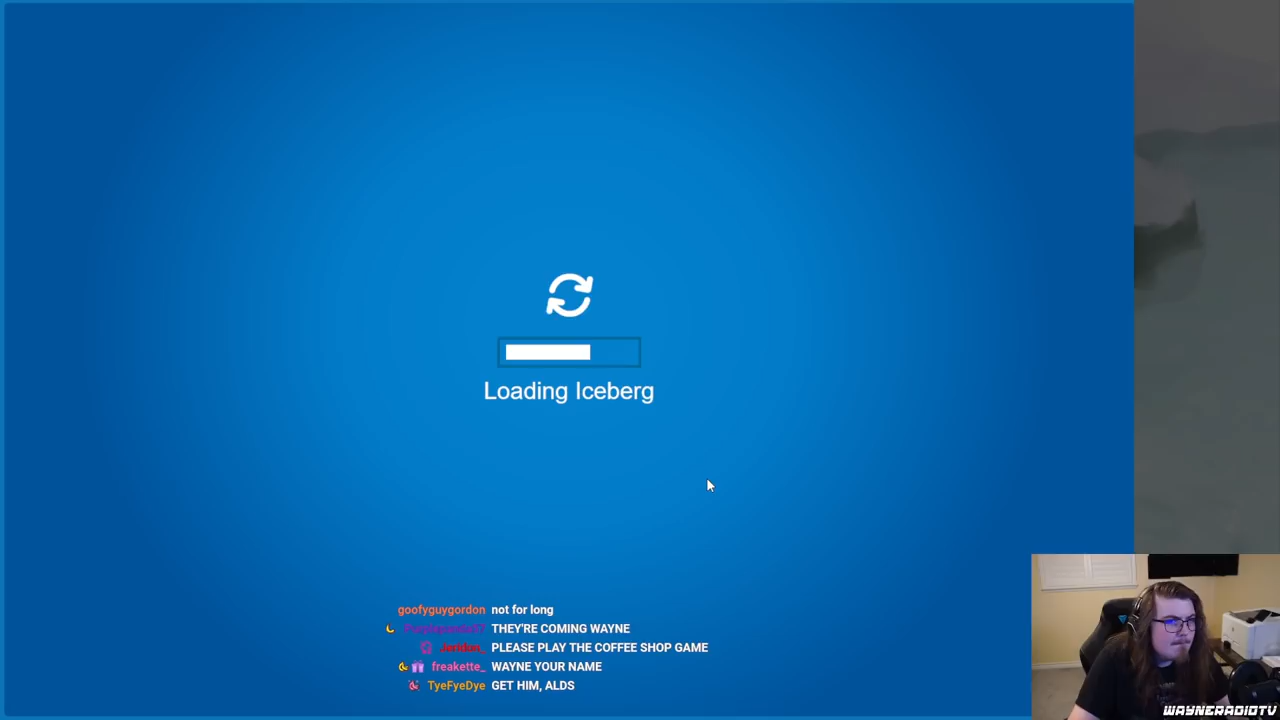 Loading Iceberg
goofyguygordon not for long
THEY'RE COMING WAYNE
PLEASE PLAY THE COFFEE SHOP GAME
freakette_ WAYNE YOUR NAME
TyeFyeDye GET HIM, ALDS
WAYNERADIOTV